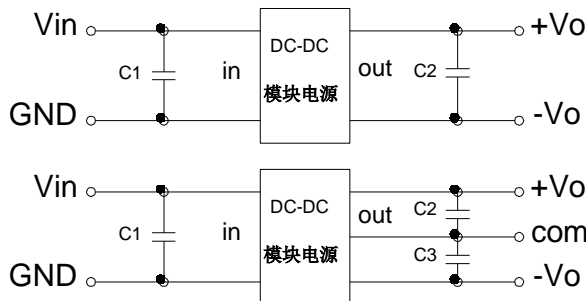 Vin
+Vo
DC-DC
C1
in
out
C2
模块电源
GND
-Vo
Vin
+Vo
DC-DC
out
C2
C1
in
com
模块电源
C3
GND
-Vo